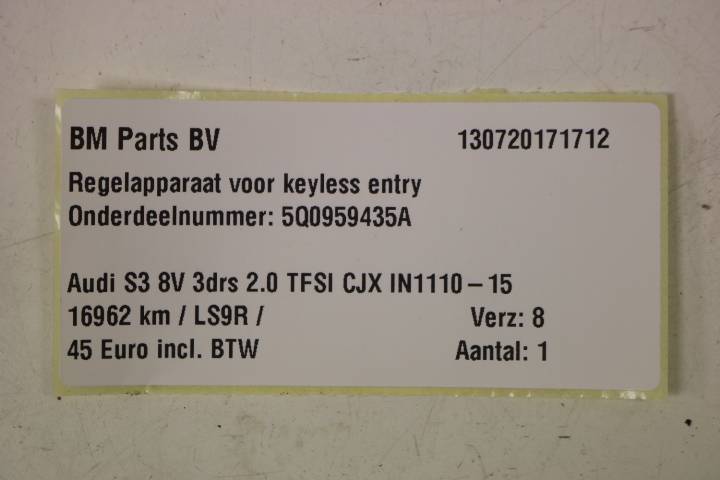 BM Parts BV 130720171712
Regelapparaat voor keyless entry
Onderdeelnummer: 5Q0959435A
Audi S3 8V 3drs 2.0 TFSI CJX IN1110 – 15
16962 km / LS9R / Verz: 8
45 Euro incl. BTW Aantal: 1